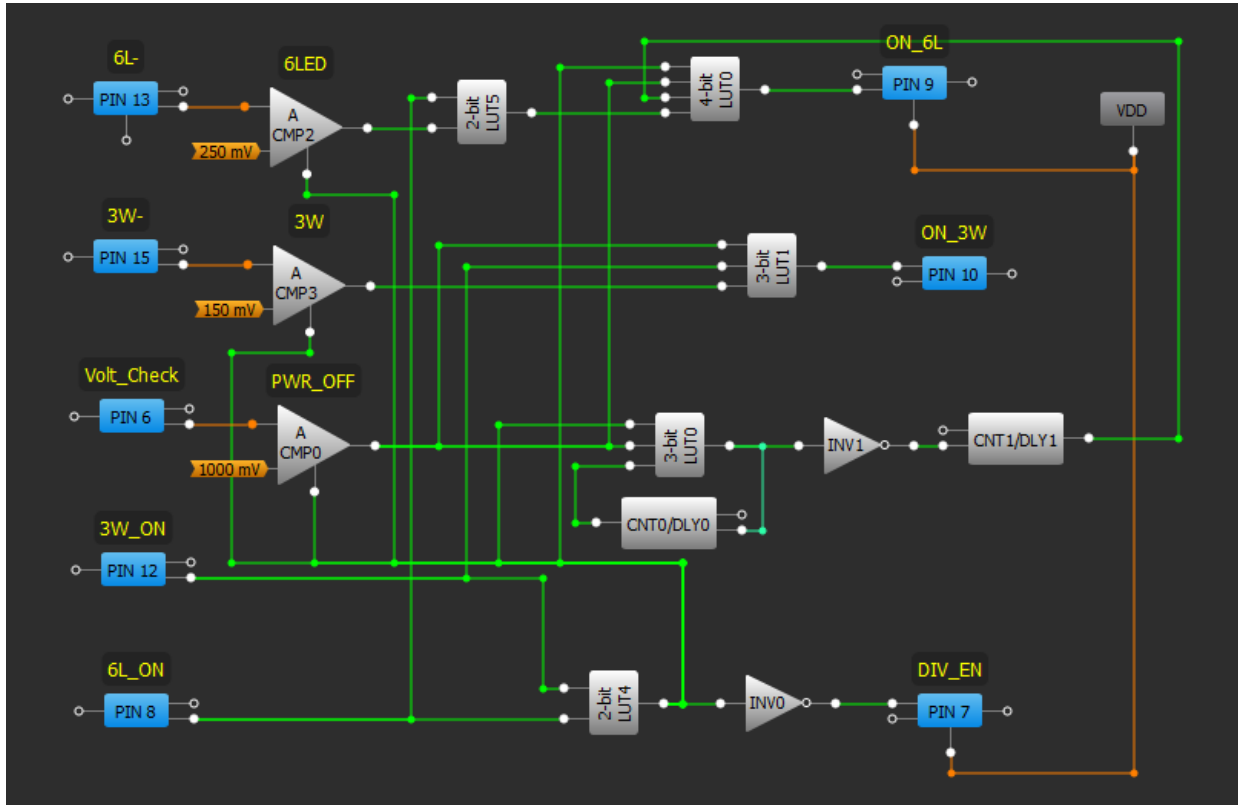 6L-
PIN 13
6LED
A
CMP2
250 mV
2-bit
LUT5
4-bit
LUT0
ON_6L
PIN 9
VDD
3W-
PIN 15
3W
A
CMP3
150 mV
3-bit
LUT1
ON_3W
PIN 10
Volt_Check
PIN 6
PWR_OFF
A
CMP0
1000 mV
3-bit
LUT0
INV1
CNT1/DLY1
CNT0/DLY0
3W_ON
PIN 12
6L_ON
PIN 8
2-bit
LUT4
INV0
DIV_EN
PIN 7